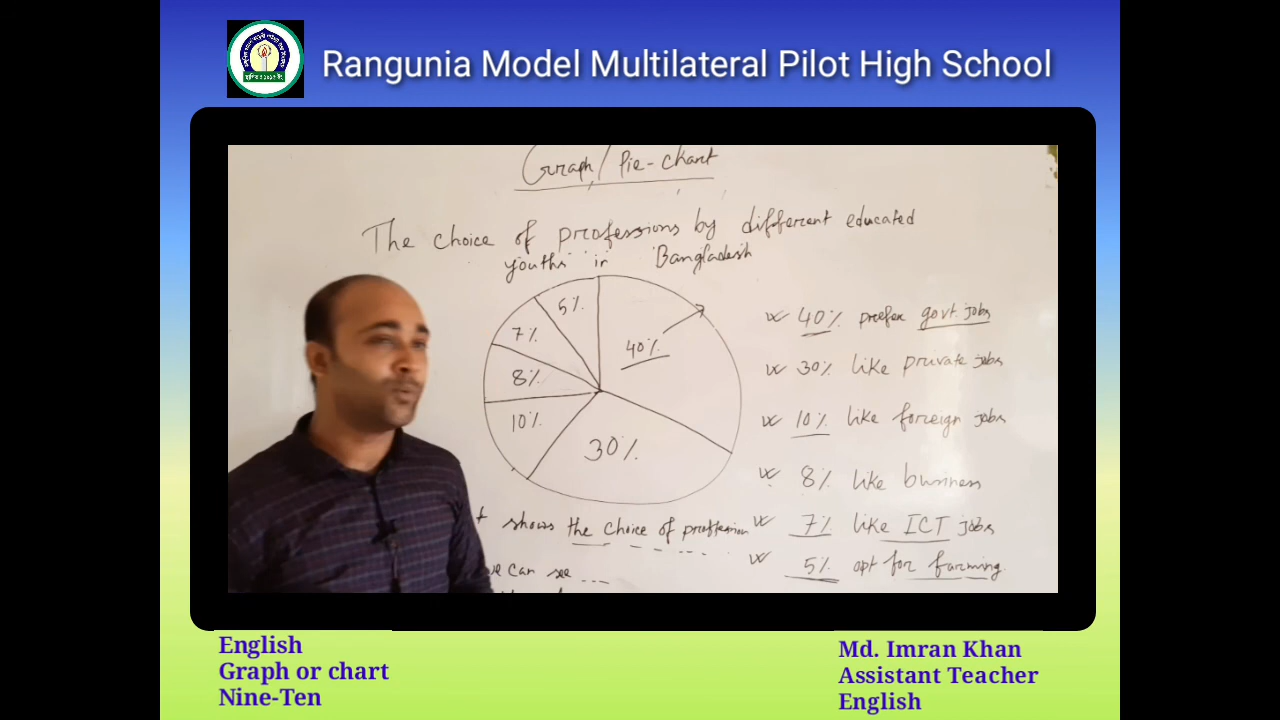 Rangunia Model Multilateral Pilot High School
Graph/Pie-chart
The choice of professions by different educated
youths in Bangladesh
5%
7%
40%
8%
10%
30%
40% prefer govt jobs
30% like private jobs
10% like foreign jobs
8% like business
7% like ICT jobs
5% opt for farming
shows the choice of proffession
can see ...
English
Graph or chart
Nine-Ten
Md. Imran Khan
Assistant Teacher
English